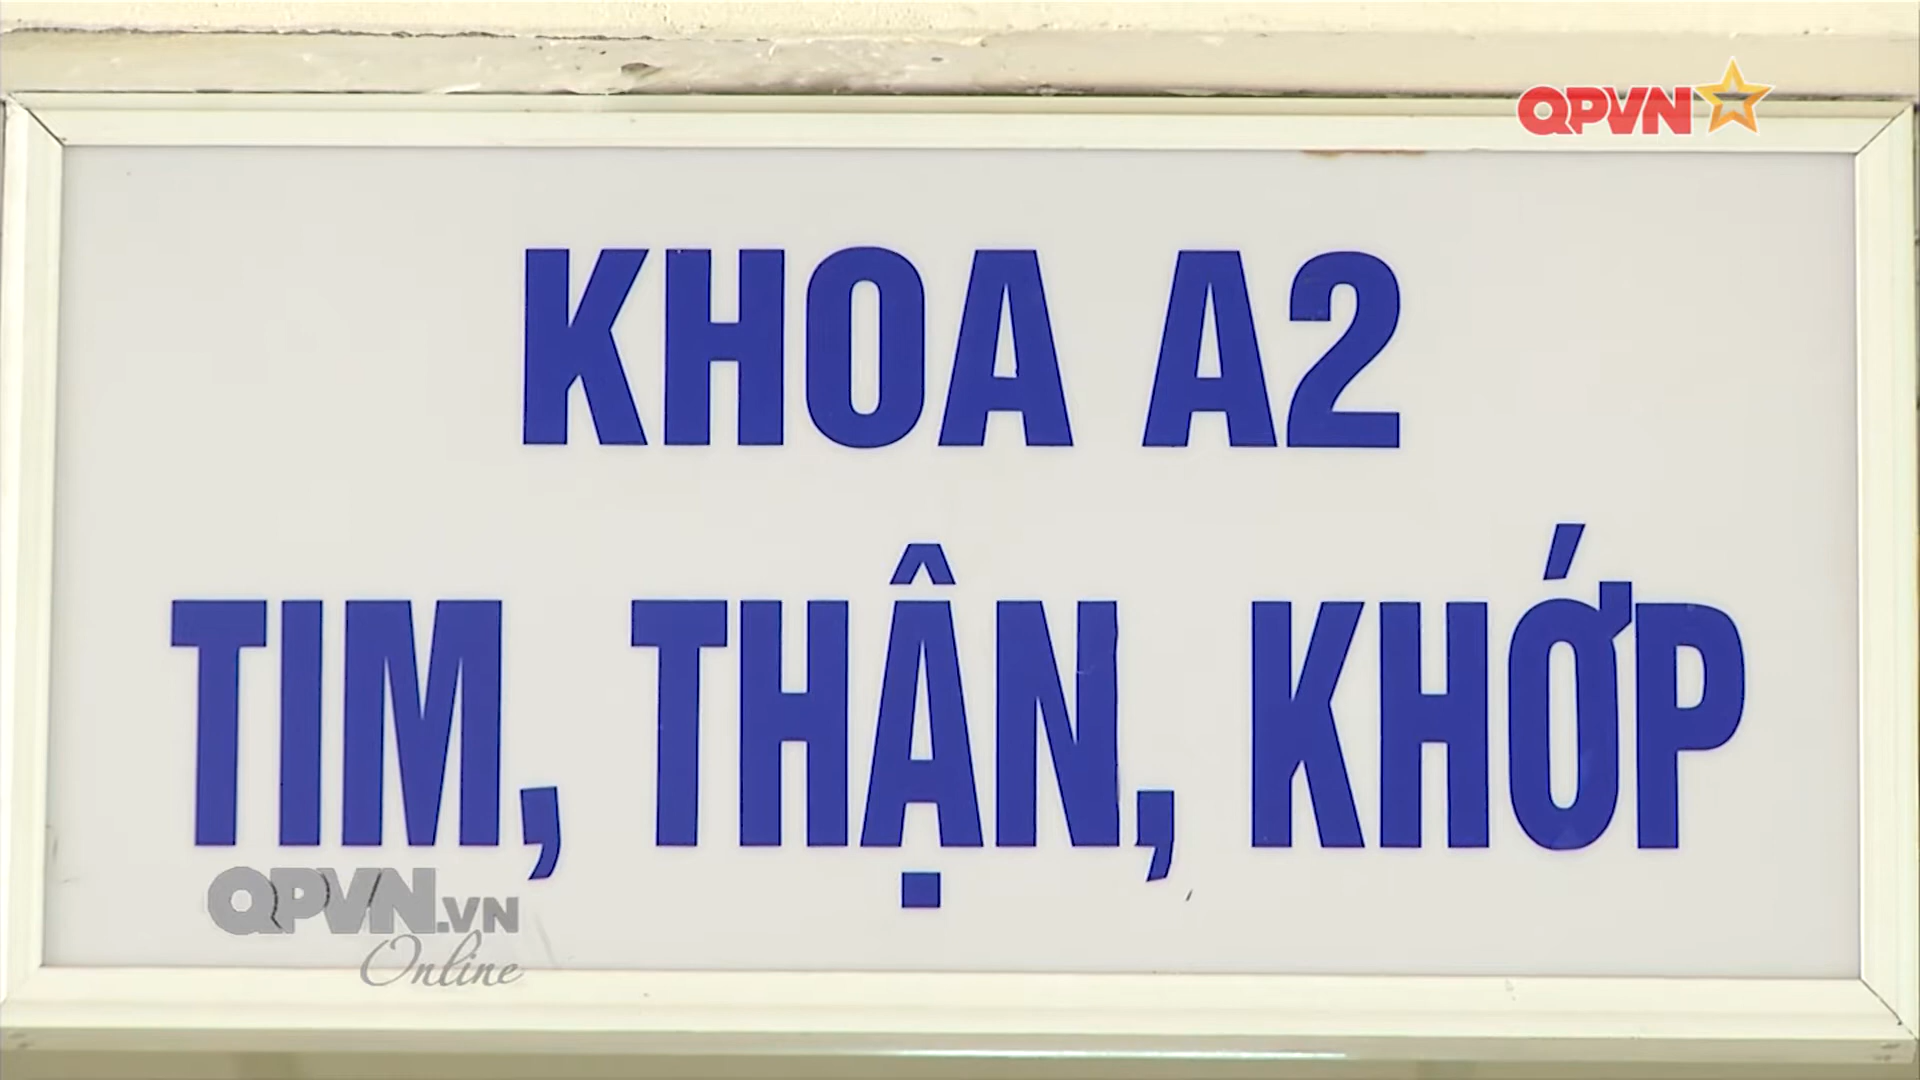 QPVN
KHOA A2
TIM, THẬN, KHỚP
QPVN.VN
Online